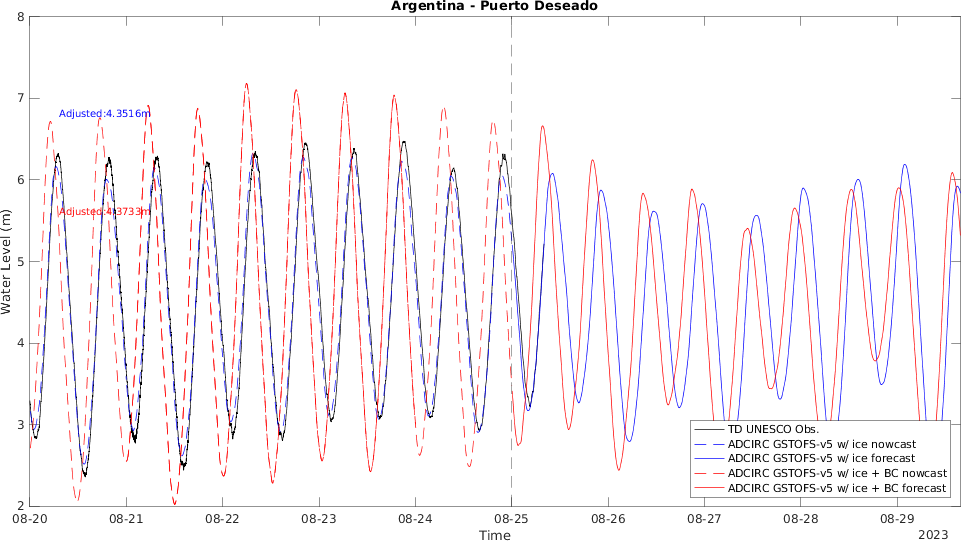 Argentina - Puerto Deseado
8
7
6
5
4
3
2
Water Level (m)
Adjusted:4.3516m
Adjusted:4.3733m
TD UNESCO Obs.
ADCIRC GSTOFS-v5 w/ ice nowcast
ADCIRC GSTOFS-v5 w/ ice forecast
ADCIRC GSTOFS-v5 w/ ice + BC nowcast
ADCIRC GSTOFS-v5 w/ ice + BC forecast
08-20
08-21
08-22
08-23
08-24
08-25
08-26
08-27
08-28
08-29
Time
2023